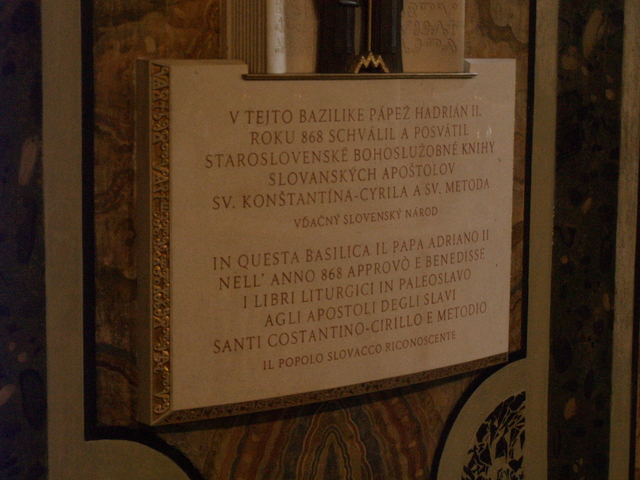 V TEJTO BAZILIKE PÁPEŽ HADRIÁN II.
ROKU 868 SCHVÁLIL A POSVÄTIL
STAROSLOVENSKÉ BOHOSLUŽOBNÉ KNIHY
SLOVANSKÝCH APOŠTOLOV
SV. KONŠTANTÍNA-CYRILA A SV. METODA
VĎAČNÝ SLOVENSKÝ NÁROD
IN QUESTA BASILICA IL PAPA ADRIANO II
NELL' ANNO 868 APPROVÒ E BENEDISSE
I LIBRI LITURGICI IN PALEOSLAVO
AGLI APOSTOLI DEGLI SLAVI
SANTI COSTANTINO-CIRILLO E METODIO
IL POPOLO SLOVACCO RICONOSCENTE